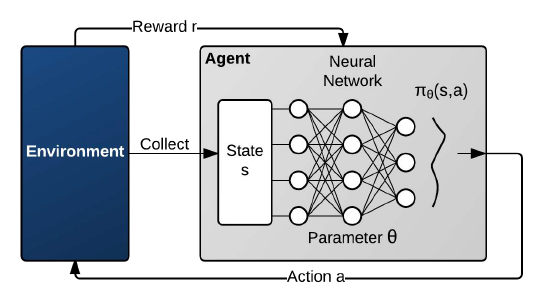 Reward r
Agent
Neural
Network
πθ(s,a)
Environment
Collect
State
s
Parameter θ
Action a